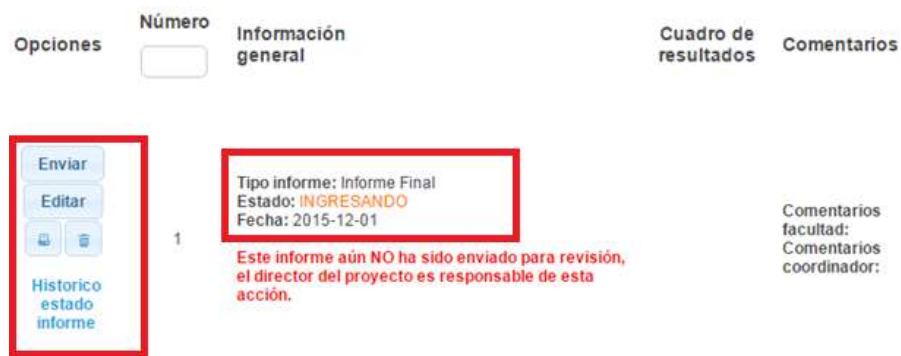 Opciones
Número
Información
general
Cuadro de
resultados
Comentarios
Enviar
Editar
Historico
estado
informe
1
Tipo informe: Informe Final
Estado: INGRESANDO
Fecha: 2015-12-01
Este informe aún NO ha sido enviado para revisión,
el director del proyecto es responsable de esta
acción.
Comentarios
facultad:
Comentarios
coordinador: